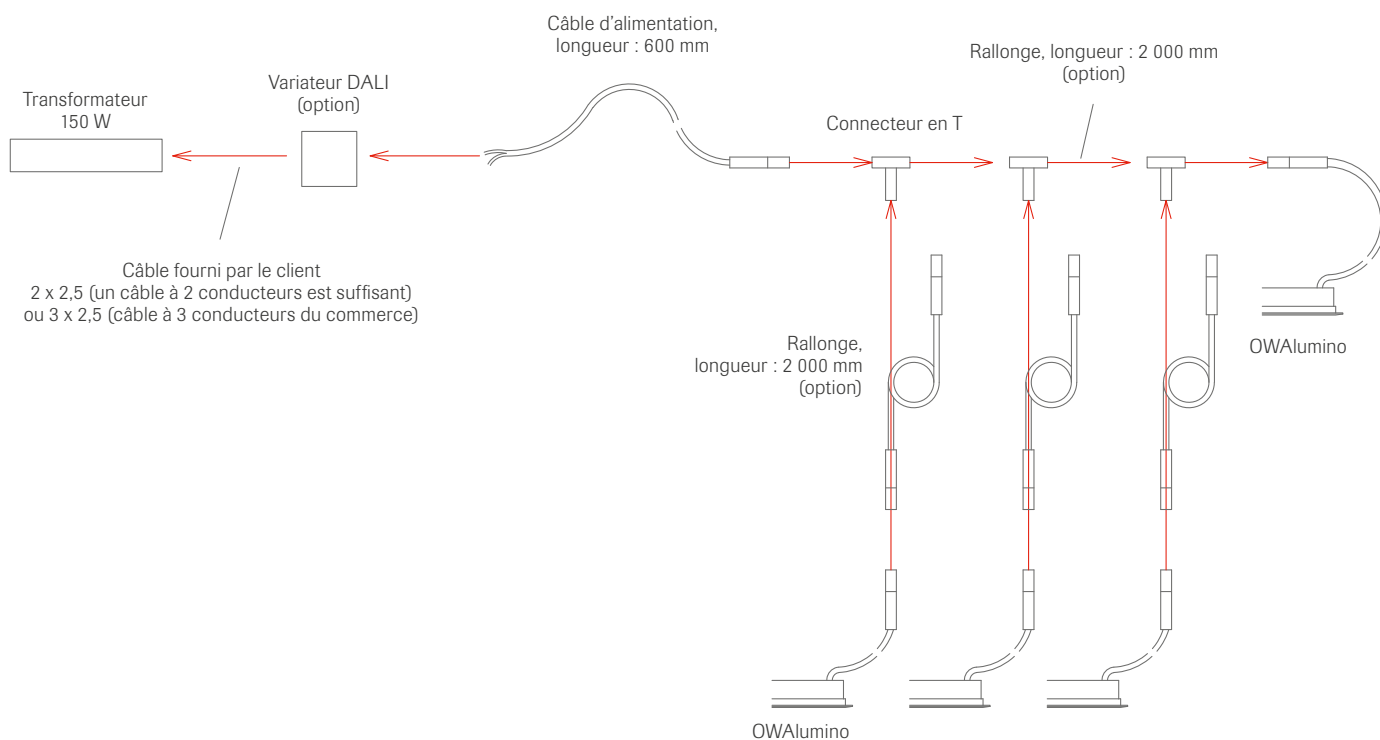 Câble d’alimentation,
longueur : 600 mm
Rallonge, longueur : 2 000 mm
(option)
Variateur DALI
(option)
Transformateur
150 W
Connecteur en T
Câble fourni par le client
2 x 2,5 (un câble à 2 conducteurs est suffisant)
ou 3 x 2,5 (câble à 3 conducteurs du commerce)
Rallonge,
longueur : 2 000 mm
(option)
OWAlumino
OWAlumino